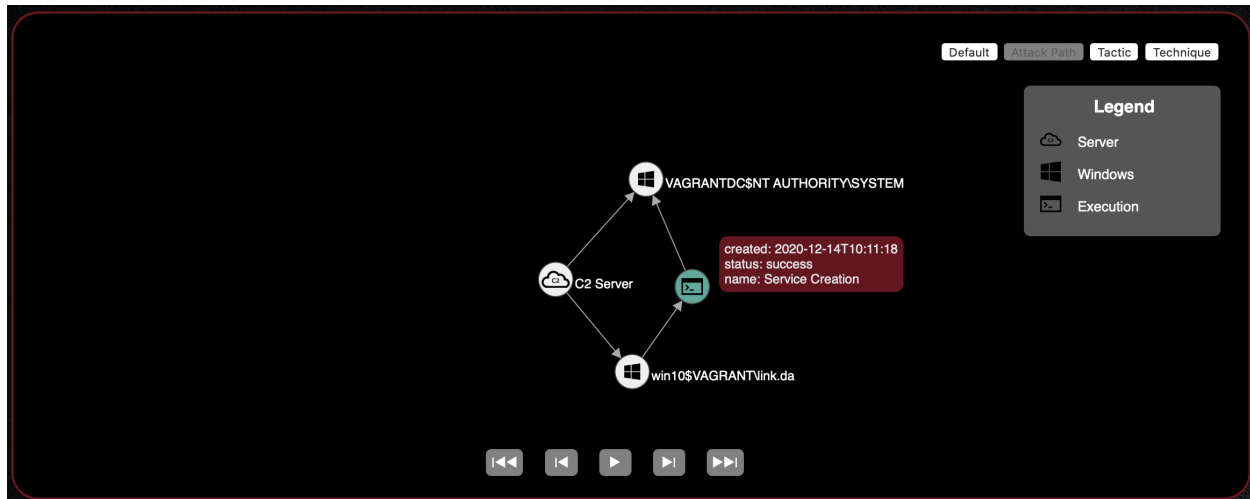 Default Attack Path Tactic Technique
Legend
C2 Server
Windows
>_ Execution
VAGRANTDC$NT AUTHORITY\SYSTEM
created: 2020-12-14T10:11:18
status: success
name: Service Creation
C2 C2 Server
>_
win10$VAGRANT\link.da